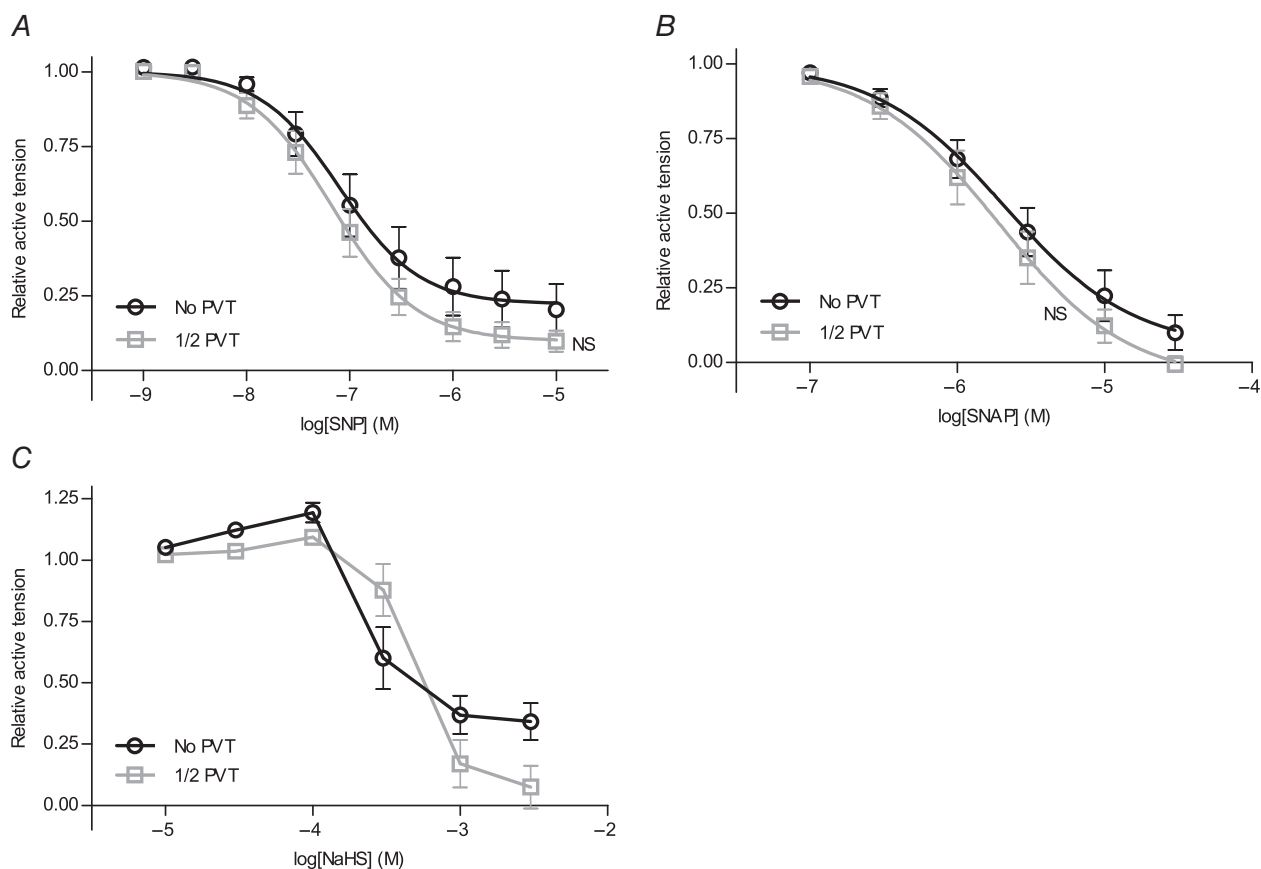 A
Relative active tension
1.00
0.75
0.50
0.25
0.00
No PVT
1/2 PVT
NS
–9 –8 –7 –6 –5
log[SNP] (M)
B
Relative active tension
1.00
0.75
0.50
0.25
0.00
No PVT
1/2 PVT
NS
–7 –6 –5 –4
log[SNAP] (M)
C
Relative active tension
1.25
1.00
0.75
0.50
0.25
0.00
No PVT
1/2 PVT
–5 –4 –3 –2
log[NaHS] (M)